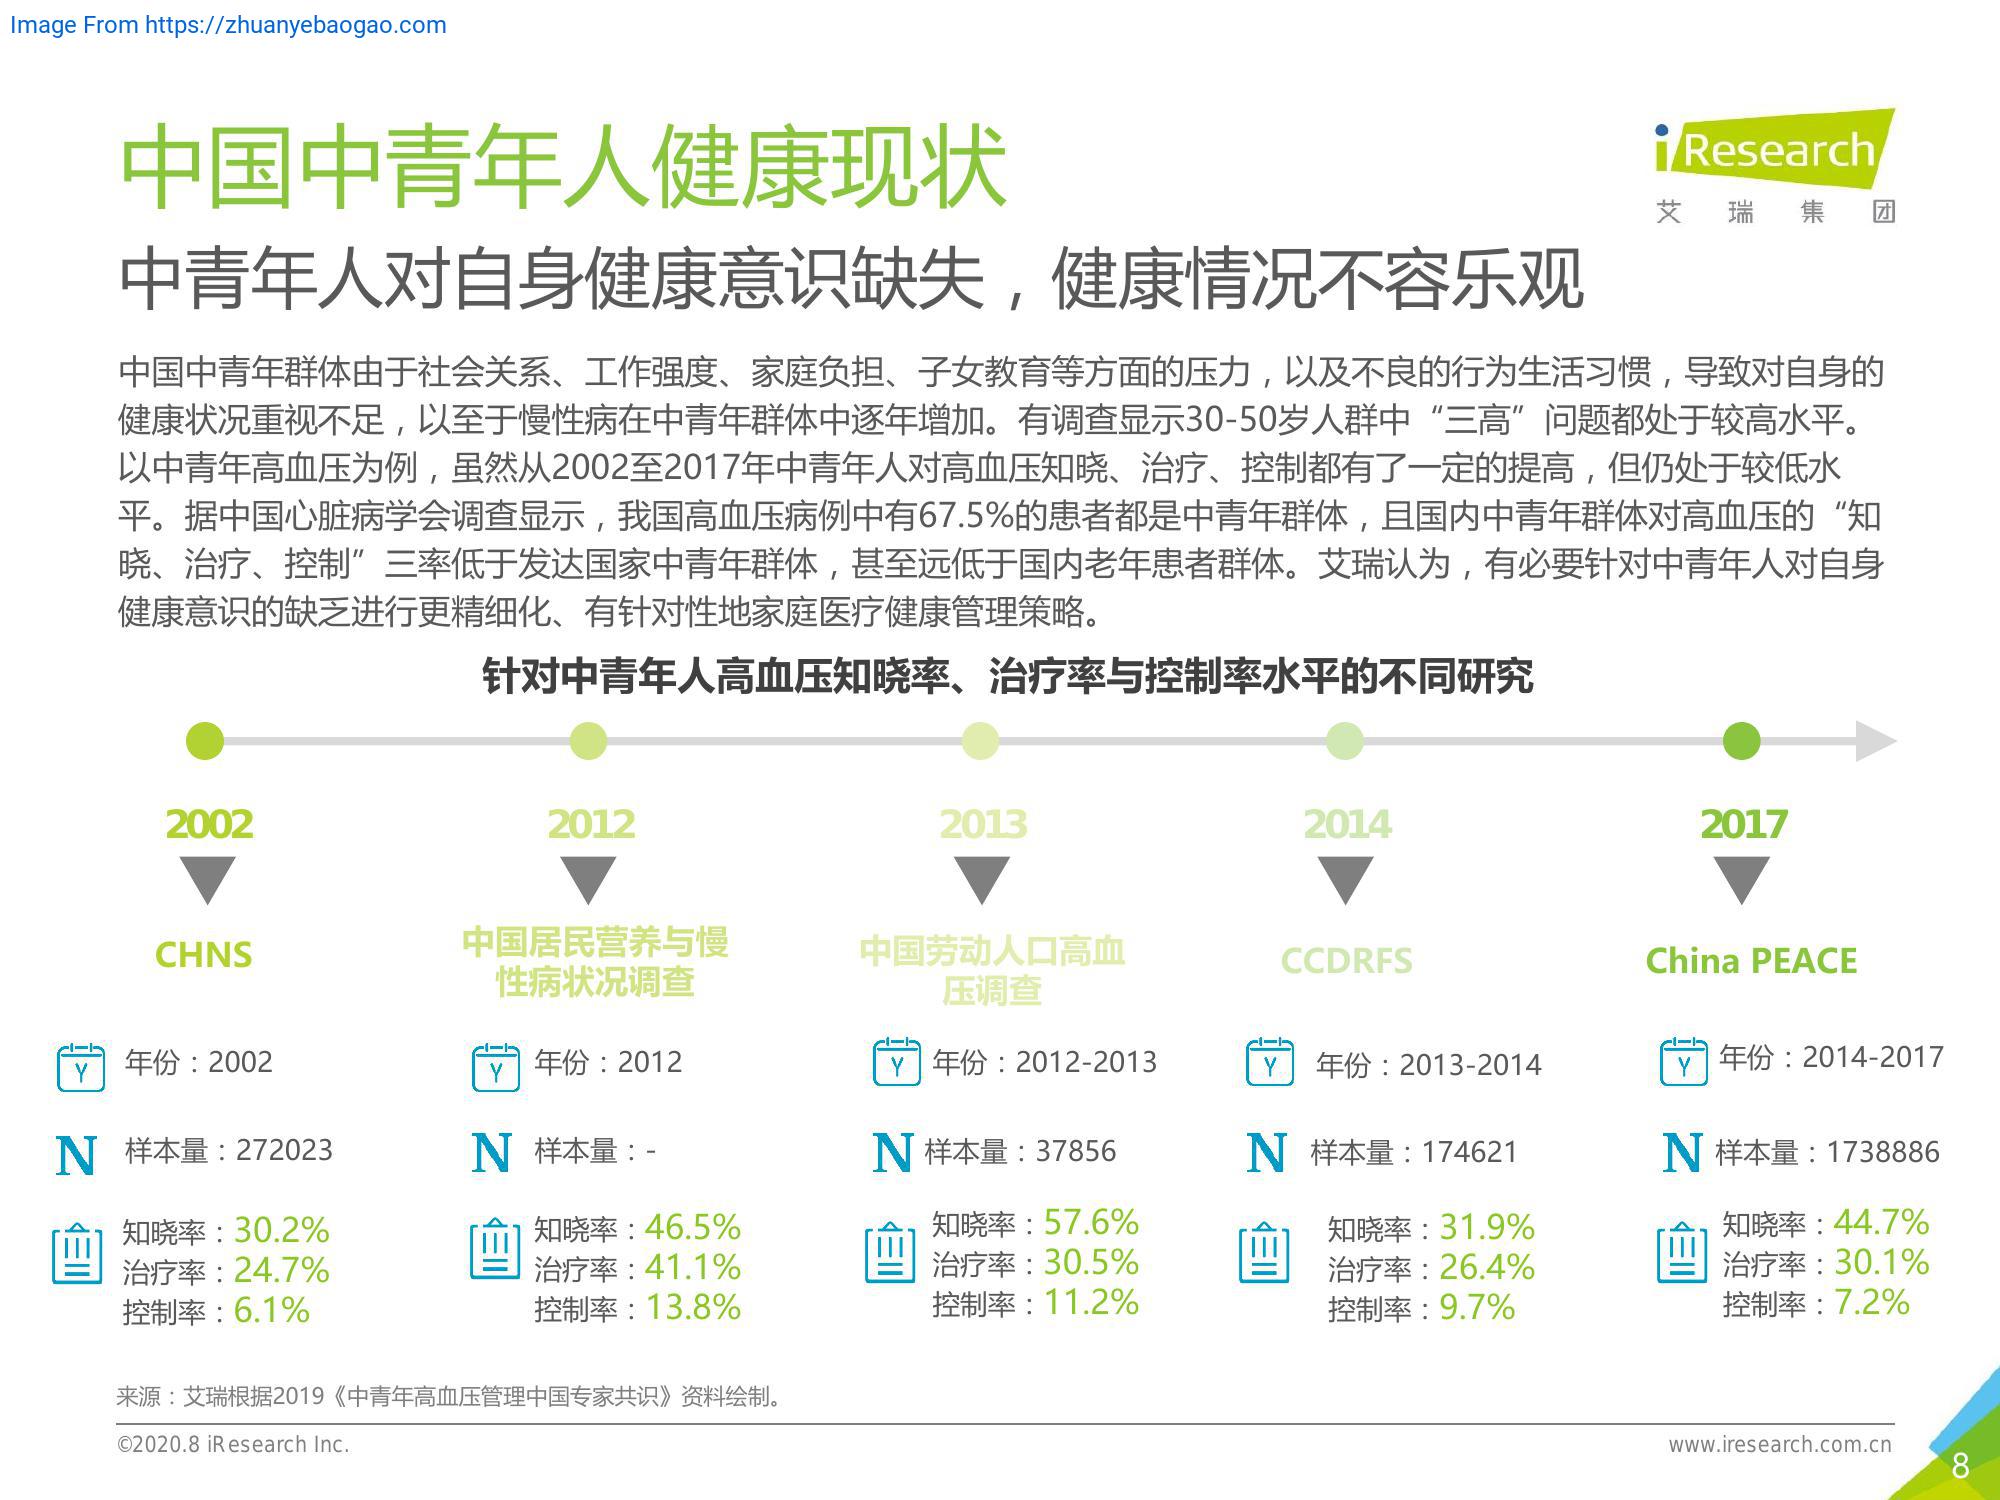 Image From https://zhuanyebaogao.com
中国中青年人健康现状
iResearch
艾瑞集团
中青年人对自身健康意识缺失，健康情况不容乐观
中国中青年群体由于社会关系、工作强度、家庭负担、子女教育等方面的压力，以及不良的行为生活习惯，导致对自身的
健康状况重视不足，以至于慢性病在中青年群体中逐年增加。有调查显示30-50岁人群中“三高”问题都处于较高水平。
以中青年高血压为例，虽然从2002至2017年中青年人对高血压知晓、治疗、控制都有了一定的提高，但仍处于较低水
平。据中国心脏病学会调查显示，我国高血压病例中有67.5%的患者都是中青年群体，且国内中青年群体对高血压的“知
晓、治疗、控制”三率低于发达国家中青年群体，甚至远低于国内老年患者群体。艾瑞认为，有必要针对中青年人对自身
健康意识的缺乏进行更精细化、有针对性地家庭医疗健康管理策略。
针对中青年人高血压知晓率、治疗率与控制率水平的不同研究
2002
2012
2013
2014
2017
CHNS
中国居民营养与慢
性病状况调查
中国劳动人口高血
压调查
CCDRFS
China PEACE
Y 年份：2002
Y 年份：2012
Y 年份：2012-2013
Y 年份：2013-2014
Y 年份：2014-2017
N 样本量：272023
N 样本量：-
N 样本量：37856
N 样本量：174621
N 样本量：1738886
知晓率：30.2%
治疗率：24.7%
控制率：6.1%
知晓率：46.5%
治疗率：41.1%
控制率：13.8%
知晓率：57.6%
治疗率：30.5%
控制率：11.2%
知晓率：31.9%
治疗率：26.4%
控制率：9.7%
知晓率：44.7%
治疗率：30.1%
控制率：7.2%
来源：艾瑞根据2019《中青年高血压管理中国专家共识》资料绘制。
©2020.8 iResearch Inc.
www.iresearch.com.cn
8